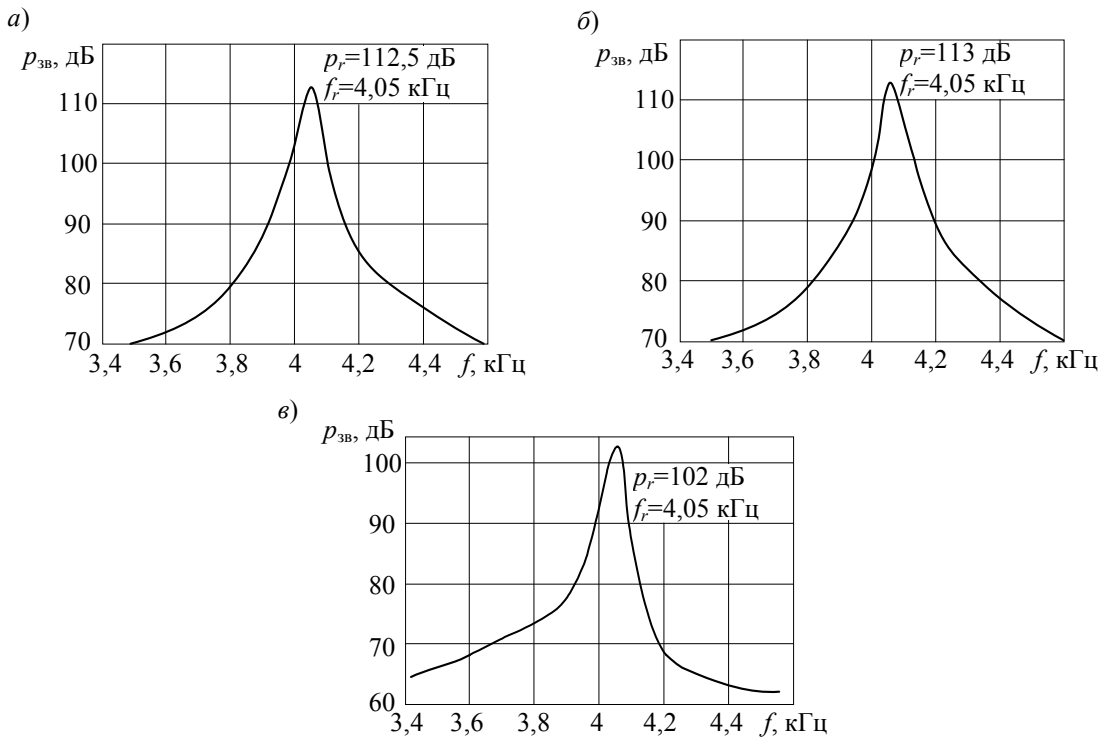 а)
p_зв, дБ
p_r=112,5 дБ
f_r=4,05 кГц
110
100
90
80
70
3,4 3,6 3,8 4 4,2 4,4 f, кГц
б)
p_зв, дБ
p_r=113 дБ
f_r=4,05 кГц
110
100
90
80
70
3,4 3,6 3,8 4 4,2 4,4 f, кГц
в)
p_зв, дБ
100
p_r=102 дБ
f_r=4,05 кГц
90
80
70
60
3,4 3,6 3,8 4 4,2 4,4 f, кГц